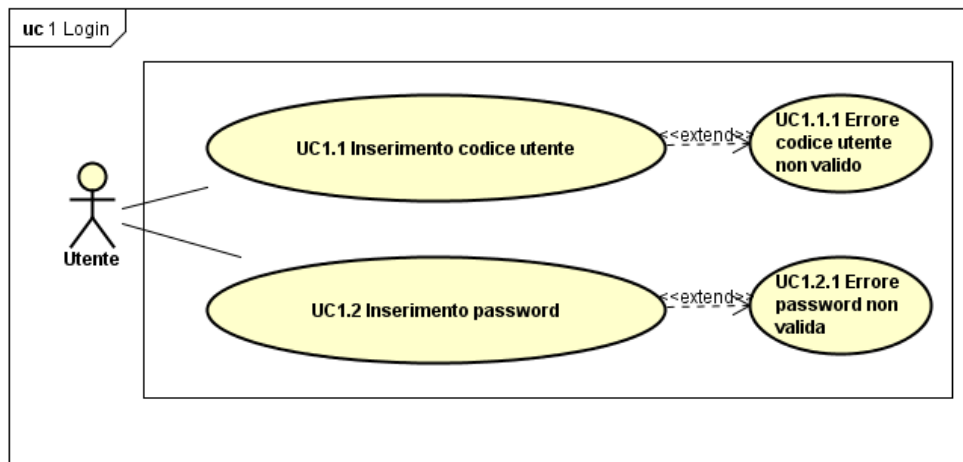 uc 1 Login
UC1.1 Inserimento codice utente
<<extend>>
UC1.1.1 Errore
codice utente
non valido
Utente
UC1.2 Inserimento password
<<extend>>
UC1.2.1 Errore
password non
valida